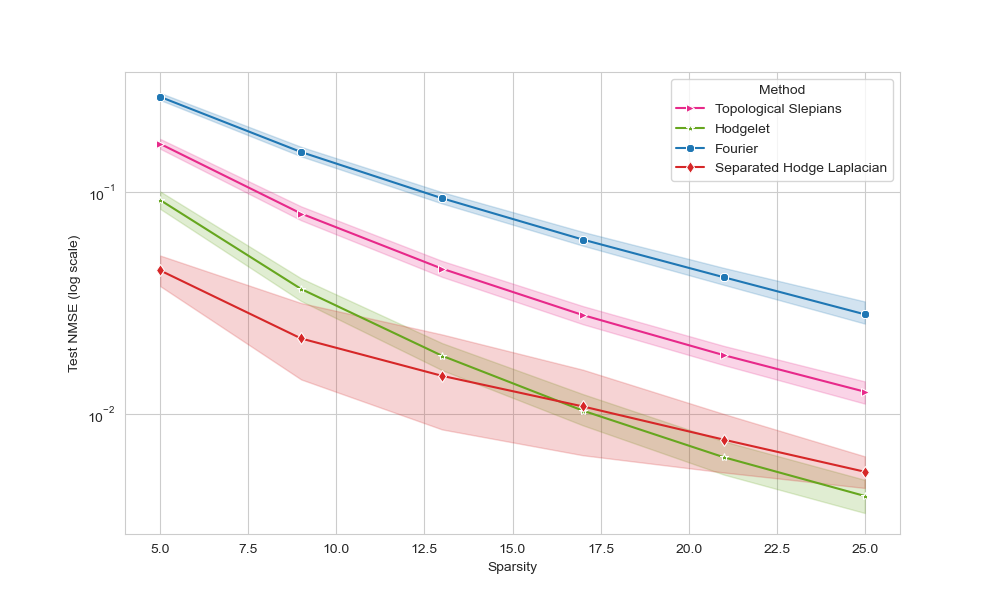 Method
Topological Slepians
Hodgelet
Fourier
Separated Hodge Laplacian
Test NMSE (log scale)
10⁻¹
10⁻²
5.0 7.5 10.0 12.5 15.0 17.5 20.0 22.5 25.0
Sparsity